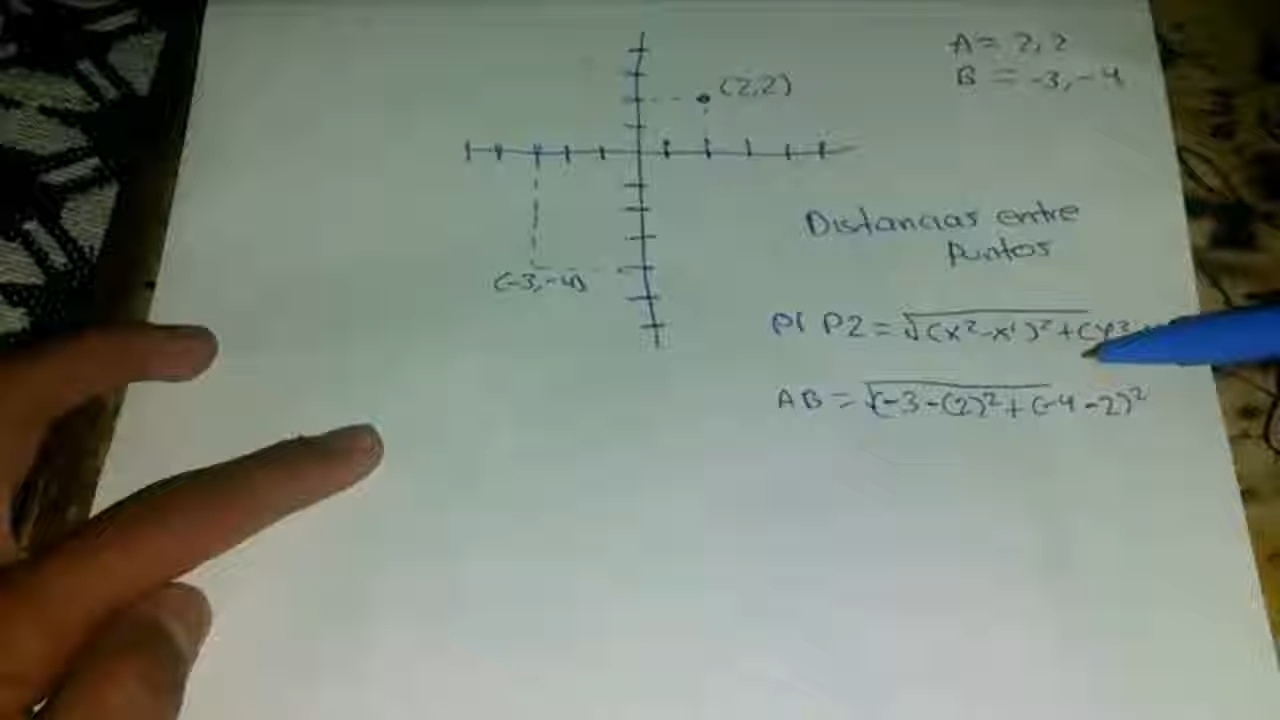 A = 2, 2
B = -3, -4
(2,2)
Distancias entre
puntos
(-3, -4)
P1 P2 = √(x2-x1)² + (y2
AB = √(-3-(2)² + (-4-2)²